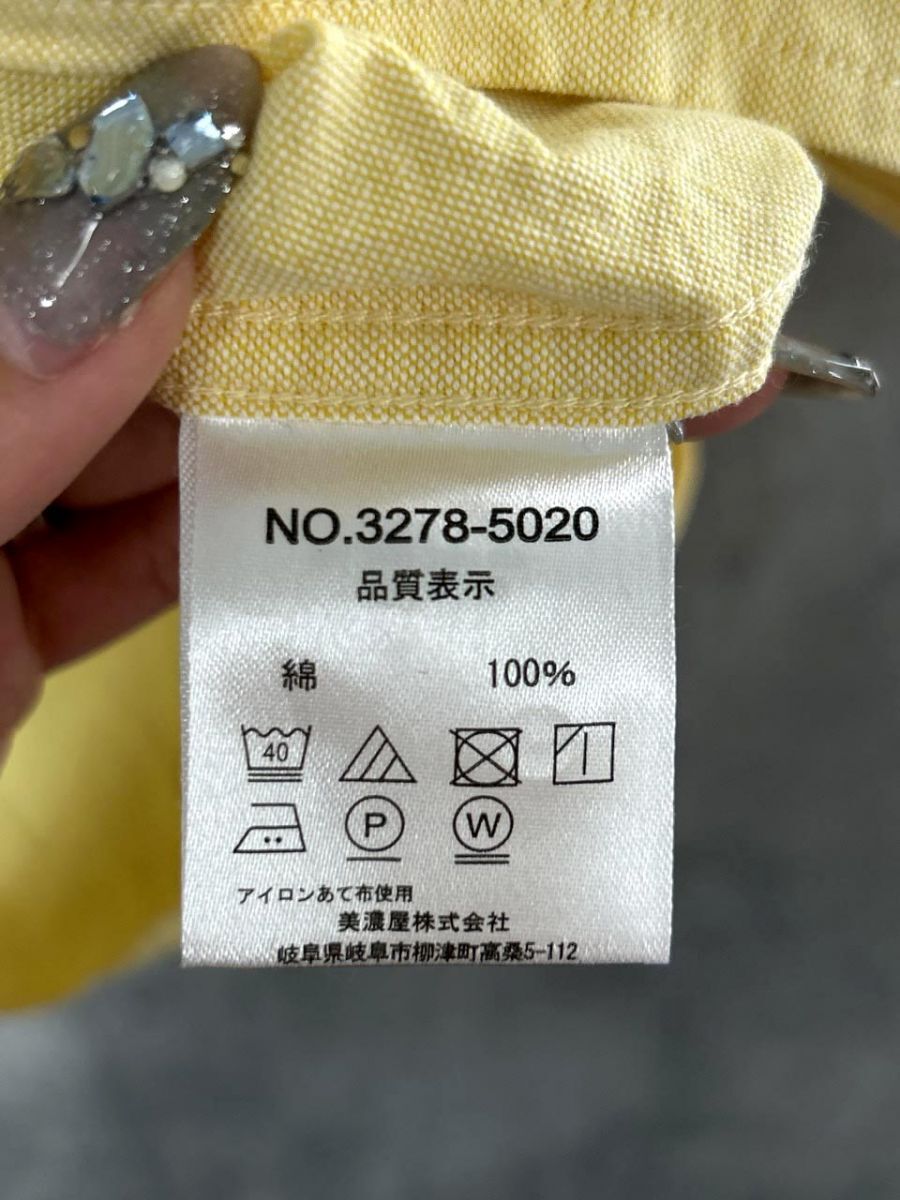 NO.3278-5020
品質表示
綿 100%
40
P W
アイロンあて布使用
美濃屋株式会社
岐阜県岐阜市柳津町高桑5-112